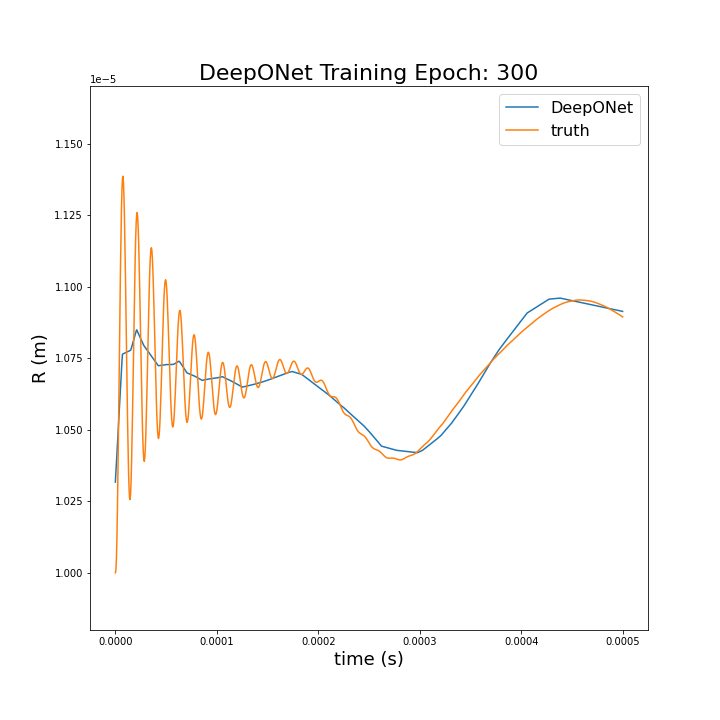 DeepONet Training Epoch: 300
1e−5
DeepONet
truth
1.150
1.125
1.100
1.075
1.050
1.025
1.000
R (m)
0.0000 0.0001 0.0002 0.0003 0.0004 0.0005
time (s)